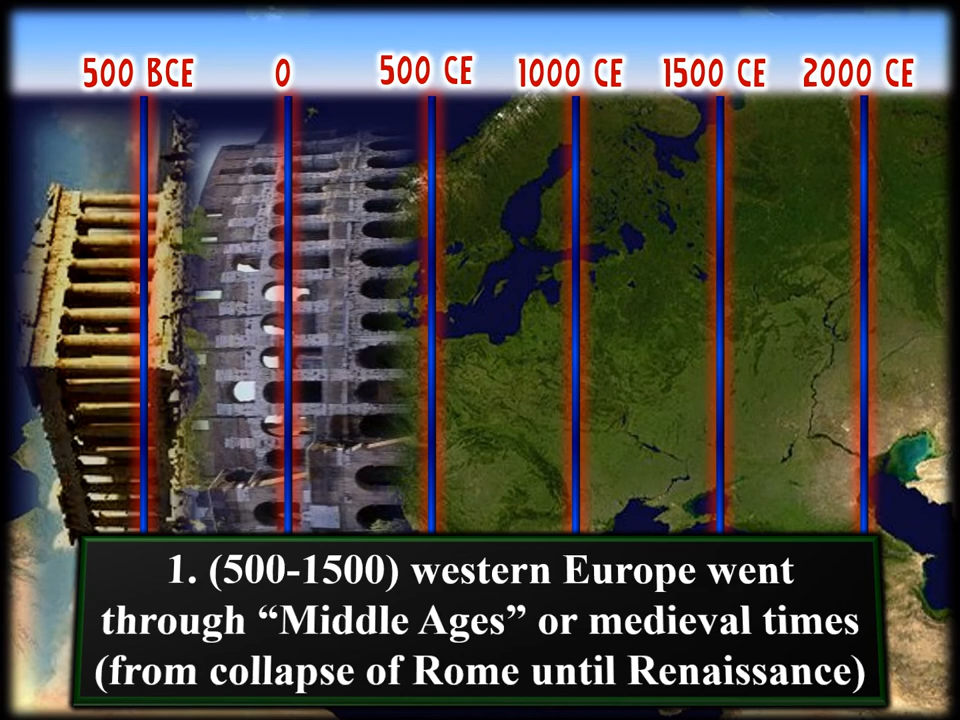 500 BCE 0 500 CE 1000 CE 1500 CE 2000 CE
1. (500-1500) western Europe went
through “Middle Ages” or medieval times
(from collapse of Rome until Renaissance)